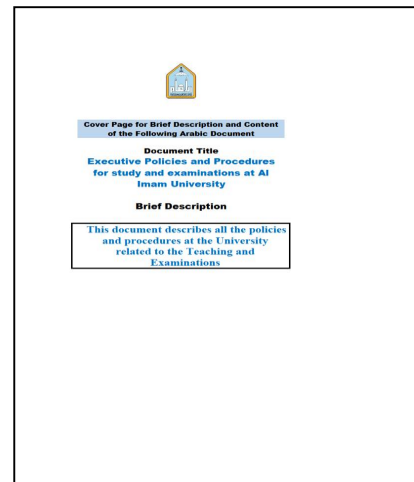 Cover Page for Brief Description and Content
of the Following Arabic Document
Document Title
Executive Policies and Procedures
for study and examinations at Al
Imam University
Brief Description
This document describes all the policies
and procedures at the University
related to the Teaching and
Examinations